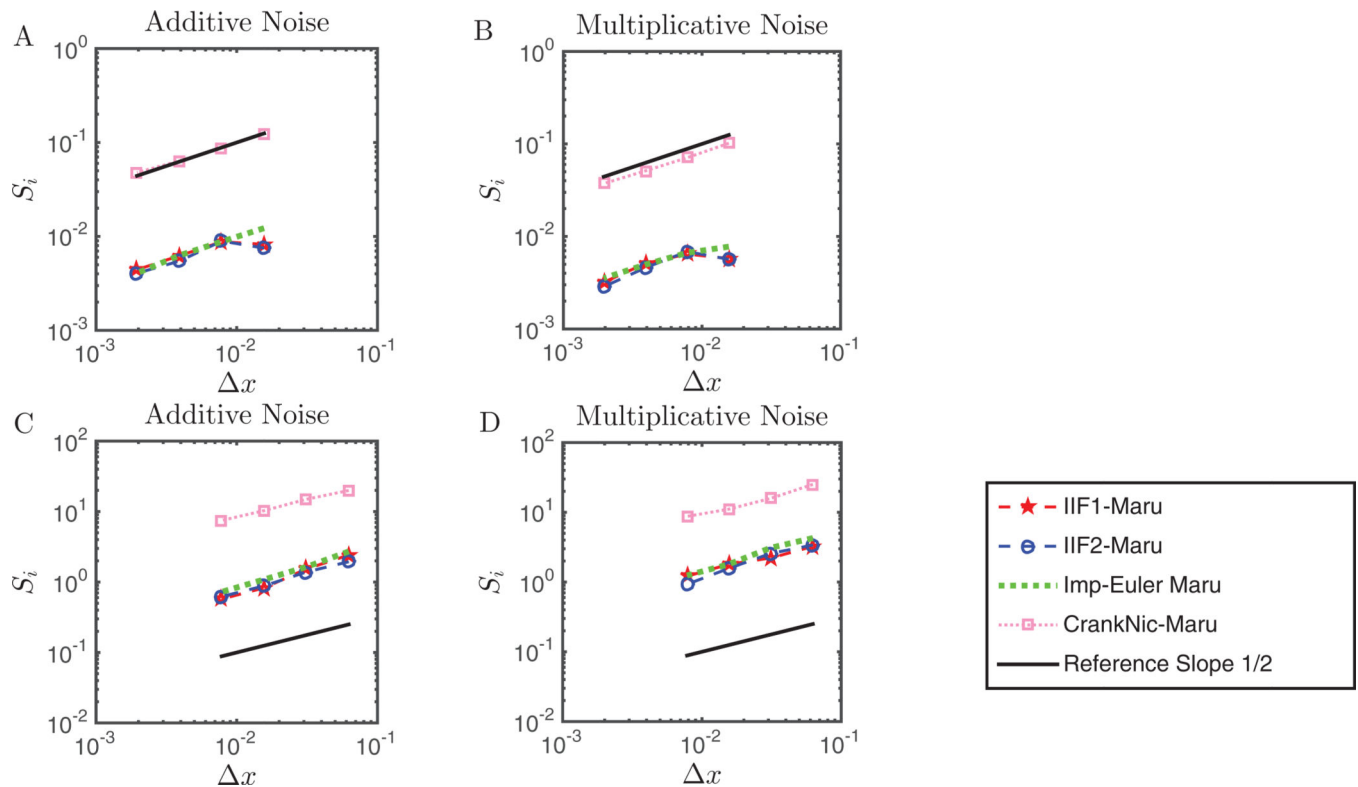 A
Additive Noise
10^0
10^-1
10^-2
10^-3
S_i
10^-3
10^-2
10^-1
Δx
B
Multiplicative Noise
10^0
10^-1
10^-2
10^-3
S_i
10^-3
10^-2
10^-1
Δx
C
Additive Noise
10^2
10^1
10^0
10^-1
10^-2
S_i
10^-3
10^-2
10^-1
Δx
D
Multiplicative Noise
10^2
10^1
10^0
10^-1
10^-2
S_i
10^-3
10^-2
10^-1
Δx
IIF1-Maru
IIF2-Maru
Imp-Euler Maru
CrankNic-Maru
Reference Slope 1/2